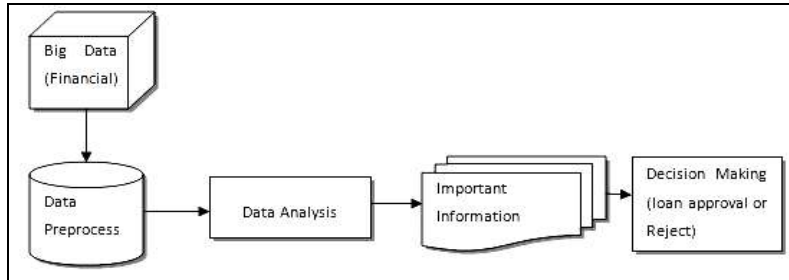 Big Data
(Financial)
Data
Preprocess
Data Analysis
Important
Information
Decision Making
(loan approval or
Reject)